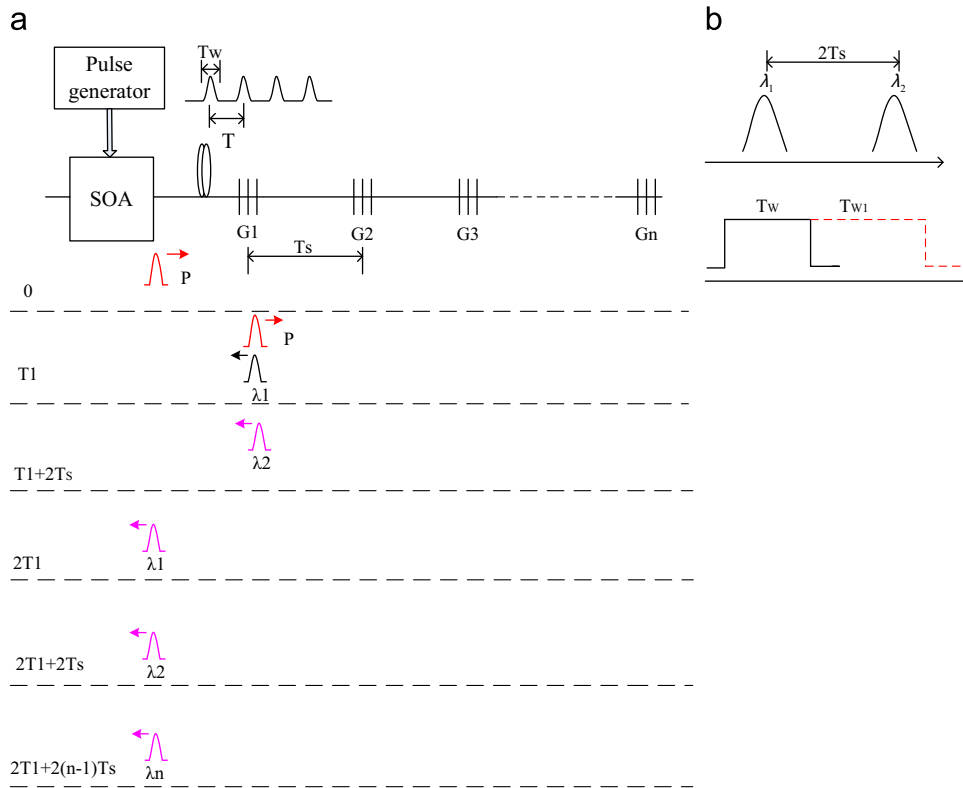 a
Pulse
generator
Tw
T
SOA
G1
G2
G3
Gn
Ts
P
0
P
T1
λ1
λ2
T1+2Ts
λ1
2T1
2T1+2Ts
λ2
2T1+2(n-1)Ts
λn
b
2Ts
λ₁
λ₂
Tw
Tw1